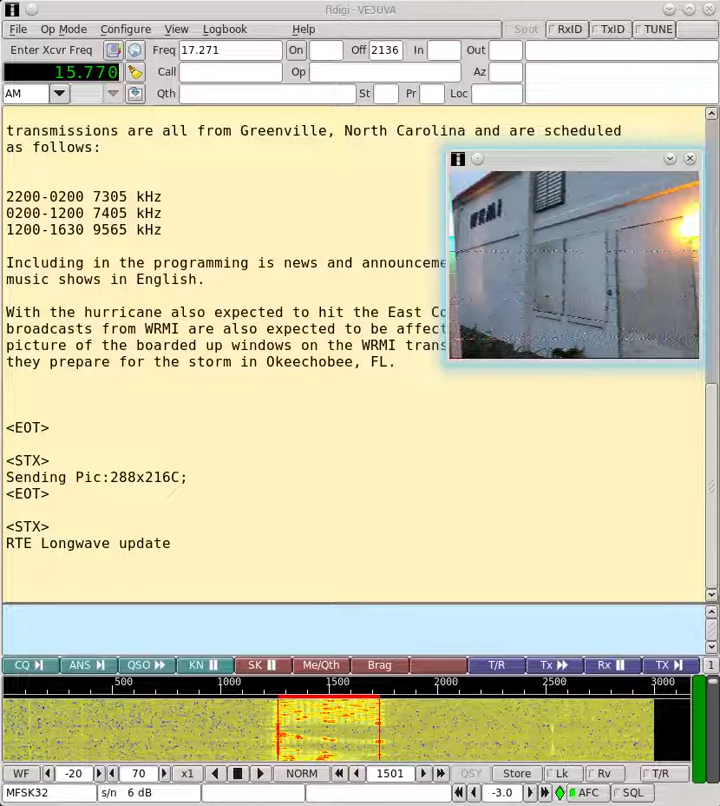 fldigi - VE3UVA
File Op Mode Configure View Logbook Help Spot RxID TxID TUNE
Enter Xcvr Freq Freq 17.271 On Off 2136 In Out
15.770 Call Op Az
AM Qth St Pr Loc
transmissions are all from Greenville, North Carolina and are scheduled
as follows:
2200-0200 7305 kHz
0200-1200 7405 kHz
1200-1630 9565 kHz
Including in the programming is news and announceme
music shows in English.
With the hurricane also expected to hit the East Co
broadcasts from WRMI are also expected to be affect
picture of the boarded up windows on the WRMI trans
they prepare for the storm in Okeechobee, FL.
WRMI
<EOT>
<STX>
Sending Pic:288x216C;
<EOT>
<STX>
RTE Longwave update
CQ ANS QSO KN SK Me/Qth Brag T/R Tx Rx TX 1
500 1000 1500 2000 2500 3000
WF -20 70 x1 NORM 1501 QSY Store Lk Rv T/R
MFSK32 s/n 6 dB -3.0 AFC SQL